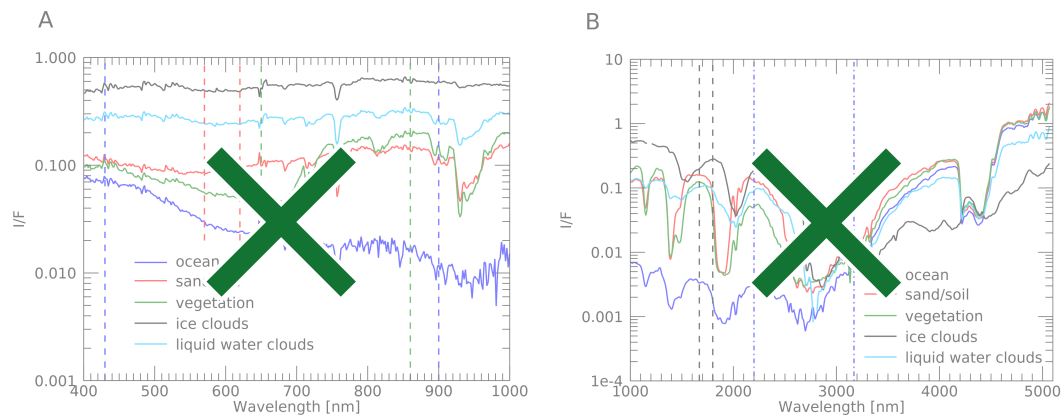 A
B
1.000
0.100
0.010
0.001
I/F
400
500
600
700
800
900
1000
Wavelength [nm]
ocean
vegetation
ice clouds
liquid water clouds
10
1
0.1
0.01
0.001
1e-4
I/F
1000
2000
3000
4000
5000
Wavelength [nm]
ocean
sand/soil
vegetation
ice clouds
liquid water clouds